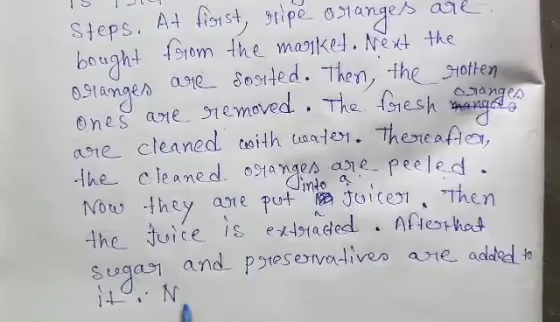 steps. At first, ripe oranges are
bought from the market. Next the
oranges are sorted. Then, the rotten
ones are removed. The fresh oranges
are cleaned with water. Thereafter,
the cleaned oranges are peeled.
Now they are put into a juicer. Then
the juice is extracted. Afterthat
sugar and preservatives are added to
it. N